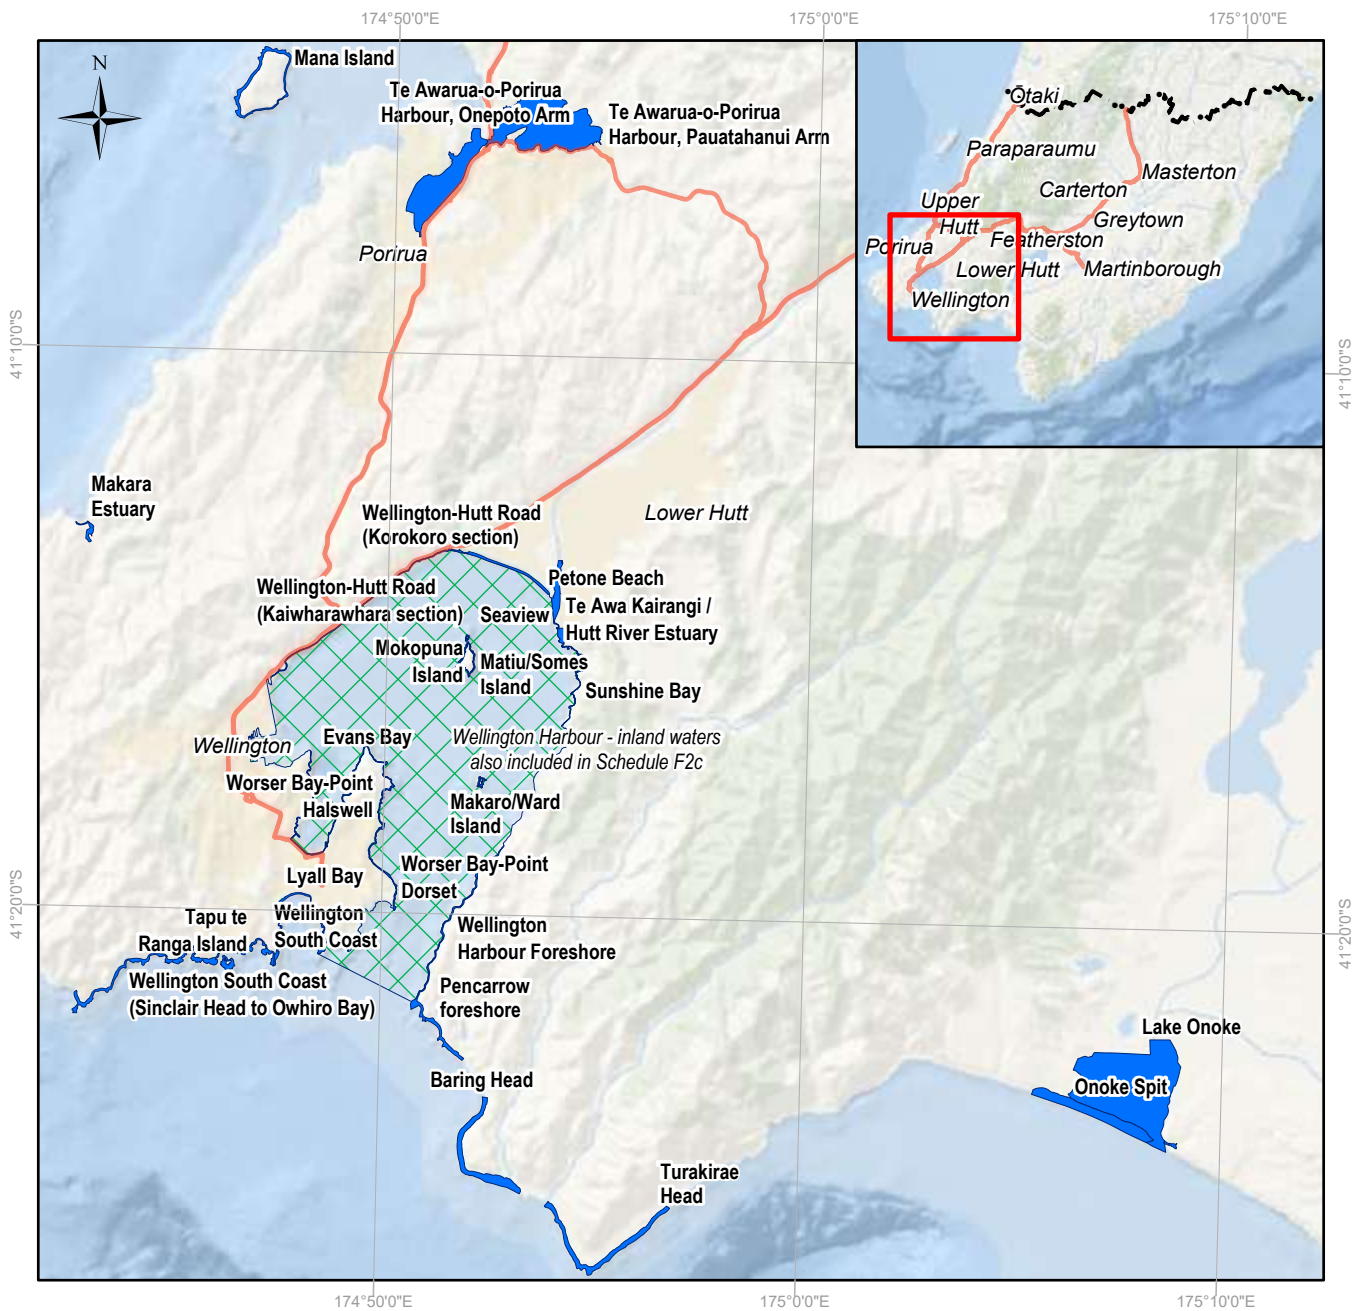 174°50'0"E
175°0'0"E
175°10'0"E
N
Mana Island
Te Awarua-o-Porirua
Harbour, Onepoto Arm
Te Awarua-o-Porirua
Harbour, Pauatahanui Arm
Porirua
Ōtaki
Paraparaumu
Masterton
Carterton
Upper
Hutt
Greytown
Porirua
Featherston
Lower Hutt
Martinborough
Wellington
41°10'0"S
41°10'0"S
Makara
Estuary
Wellington-Hutt Road
(Korokoro section)
Lower Hutt
Wellington-Hutt Road
(Kaiwharawhara section)
Petone Beach
Seaview
Te Awa Kairangi /
Hutt River Estuary
Mokopuna
Island
Matiu/Somes
Island
Sunshine Bay
Wellington
Evans Bay
Wellington Harbour - inland waters
also included in Schedule F2c
Worser Bay-Point
Halswell
Makaro/Ward
Island
Lyall Bay
Worser Bay-Point
Dorset
41°20'0"S
41°20'0"S
Tapu te
Ranga Island
Wellington
South Coast
Wellington
Harbour Foreshore
Wellington South Coast
(Sinclair Head to Owhiro Bay)
Pencarrow
foreshore
Lake Onoke
Onoke Spit
Baring Head
Turakirae
Head
174°50'0"E
175°0'0"E
175°10'0"E